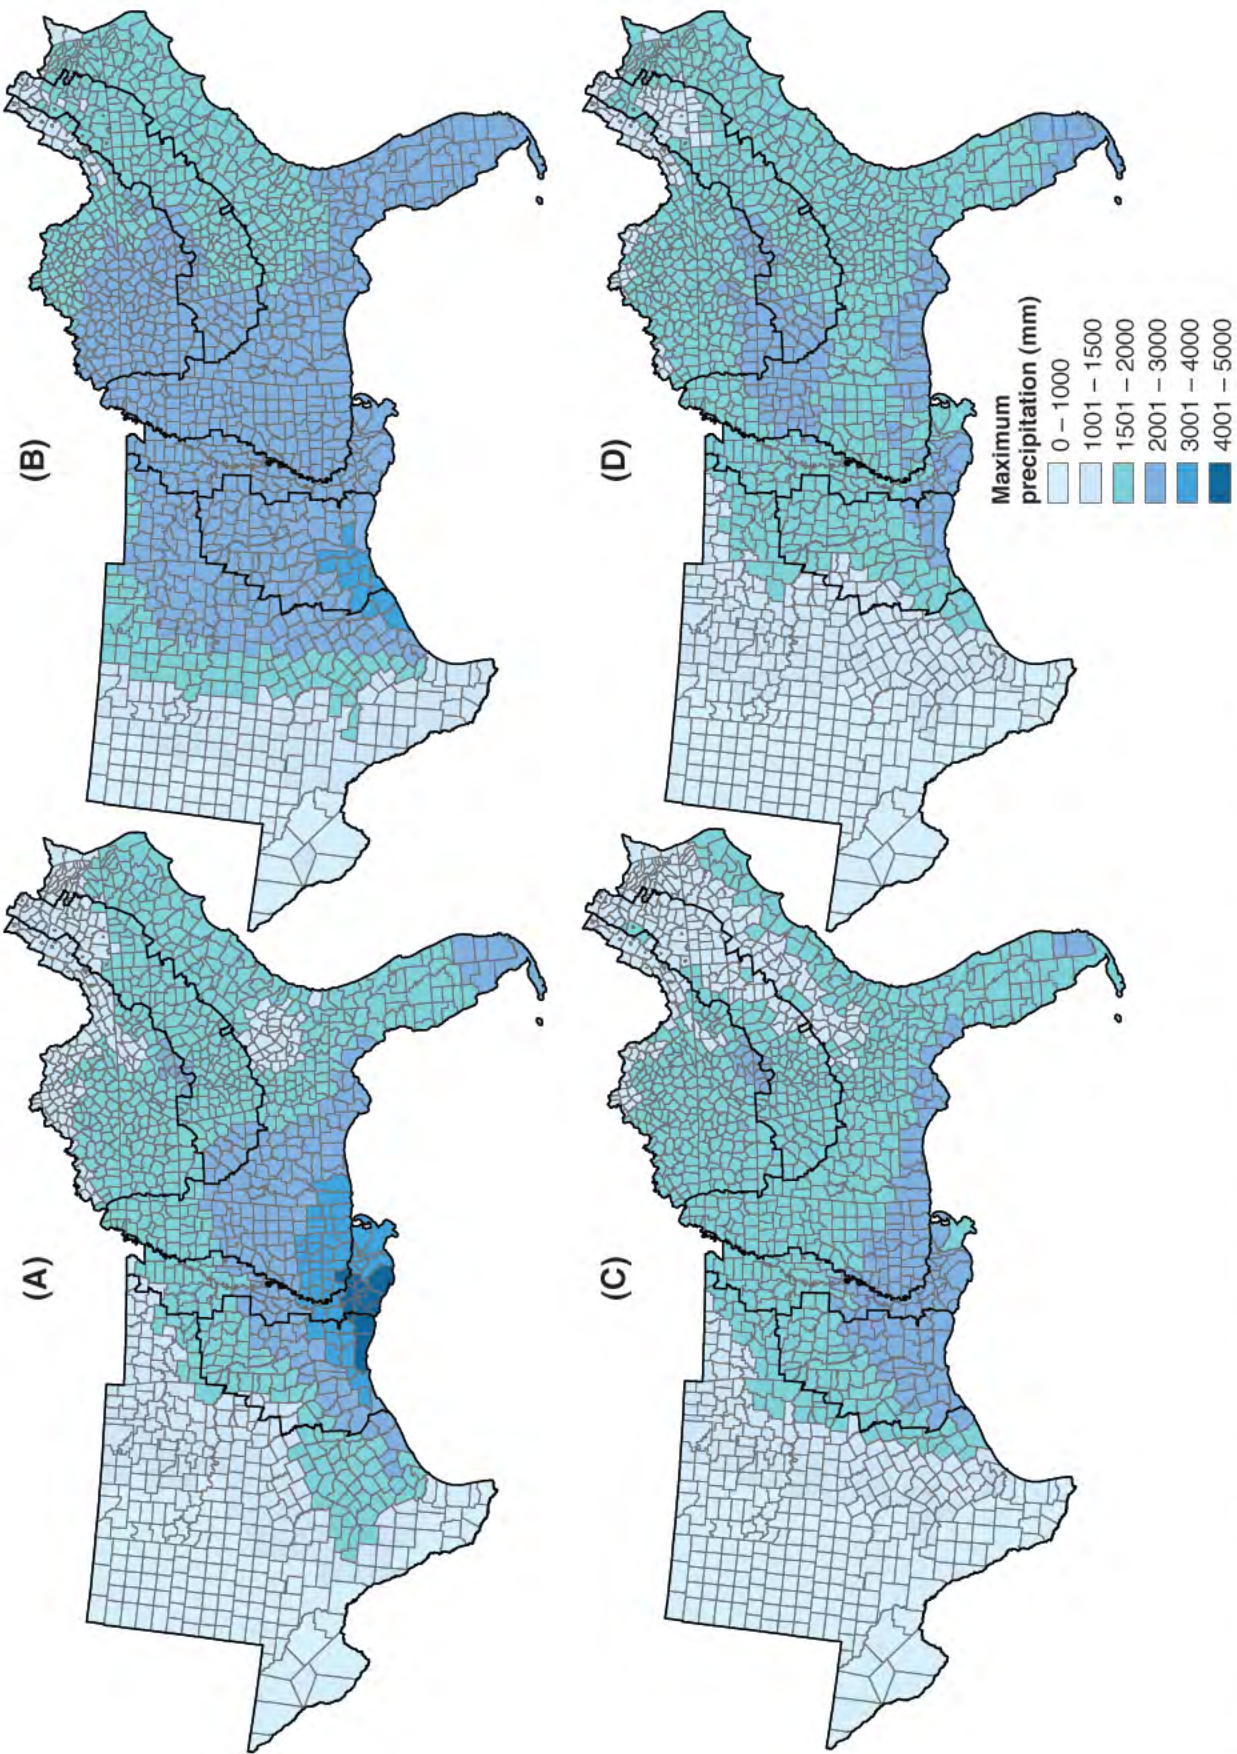 (A)
(B)
(C)
(D)
Maximum
precipitation (mm)
0 – 1000
1001 – 1500
1501 – 2000
2001 – 3000
3001 – 4000
4001 – 5000